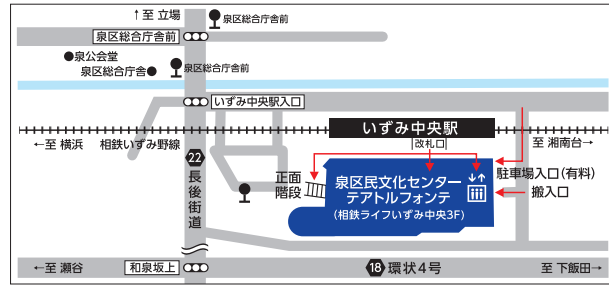 ↑至 立場
泉区総合庁舎前
泉区総合庁舎前
●泉公会堂
泉区総合庁舎●
泉区総合庁舎前
いずみ中央駅入口
いずみ中央駅
←至 横浜
相鉄いずみ野線
改札口
→至 湘南台
22
長後街道
正面
階段
泉区民文化センター
テアトルフォンテ
(相鉄ライフいずみ中央3F)
駐車場入口(有料)
搬入口
←至 瀬谷
和泉坂上
18 環状4号
至 下飯田→